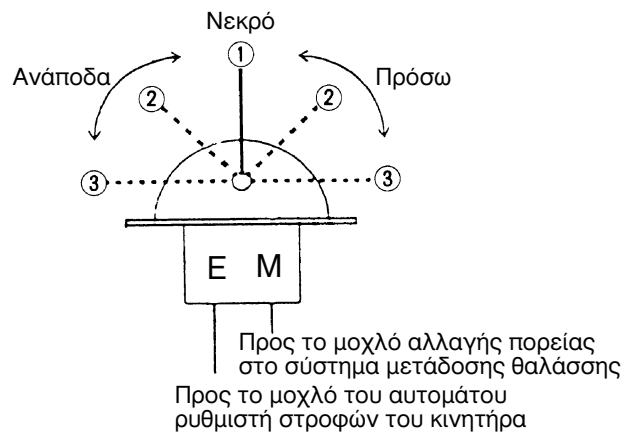 Νεκρό
①
Ανάποδα
Πρόσω
②
②
③
③
E M
Προς το μοχλό αλλαγής πορείας
στο σύστημα μετάδοσης θαλάσσης
Προς το μοχλό του αυτομάτου
ρυθμιστή στροφών του κινητήρα